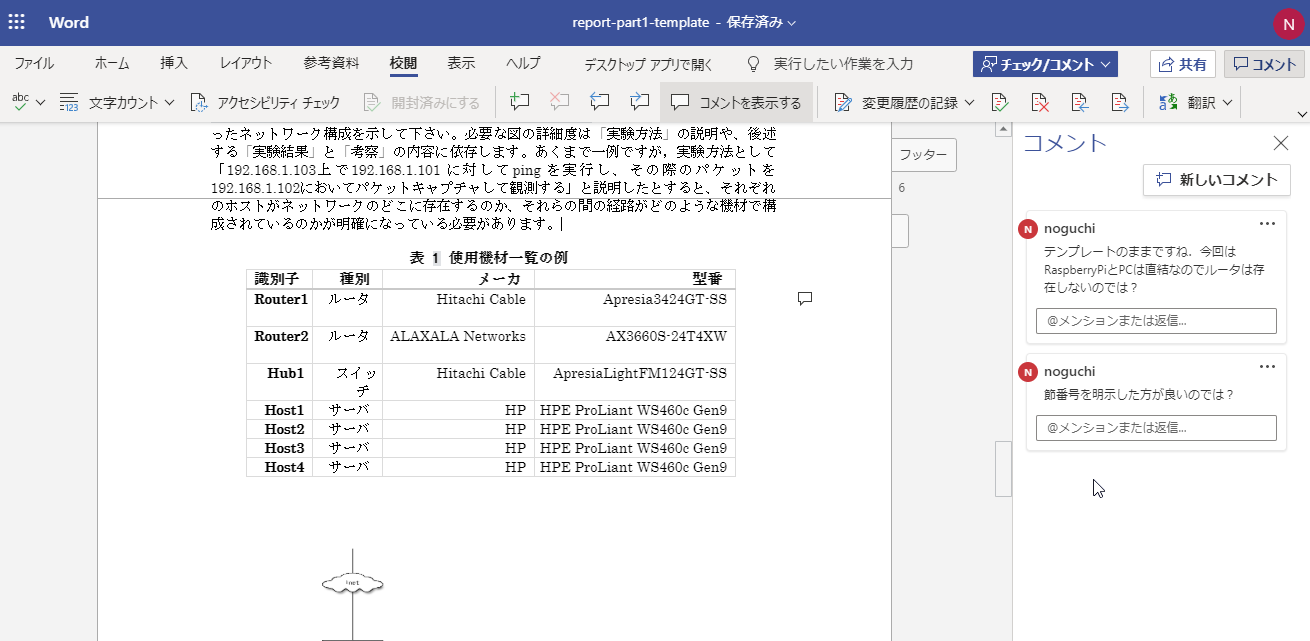 Word
report-part1-template - 保存済み
N
ファイル ホーム 挿入 レイアウト 参考資料 校閲 表示 ヘルプ デスクトップ アプリで開く 実行したい作業を入力 チェック/コメント 共有 コメント
abc 123 文字カウント アクセシビリティ チェック 開封済みにする コメントを表示する 変更履歴の記録 翻訳
ったネットワーク構成を示して下さい。必要な図の詳細度は「実験方法」の説明や、後述
する「実験結果」と「考察」の内容に依存します。あくまで一例ですが，実験方法として
「192.168.1.103上で192.168.1.101 に対してping を実行し、その際のパケットを
192.168.1.102においてパケットキャプチャして観測する」と説明したとすると、それぞれ
のホストがネットワークのどこに存在するのか、それらの間の経路がどのような機材で構
成されているのかが明確になっている必要があります。
フッター
6
表 1 使用機材一覧の例
識別子 種別 メーカ 型番
Router1 ルータ Hitachi Cable Apresia3424GT-SS
Router2 ルータ ALAXALA Networks AX3660S-24T4XW
Hub1 スイッ Hitachi Cable ApresiaLightFM124GT-SS
チ
Host1 サーバ HP HPE ProLiant WS460c Gen9
Host2 サーバ HP HPE ProLiant WS460c Gen9
Host3 サーバ HP HPE ProLiant WS460c Gen9
Host4 サーバ HP HPE ProLiant WS460c Gen9
コメント
新しいコメント
N noguchi
テンプレートのままですね．今回は
RaspberryPiとPCは直結なのでルータは存
在しないのでは？
@メンションまたは返信...
N noguchi
節番号を明示した方が良いのでは？
@メンションまたは返信...